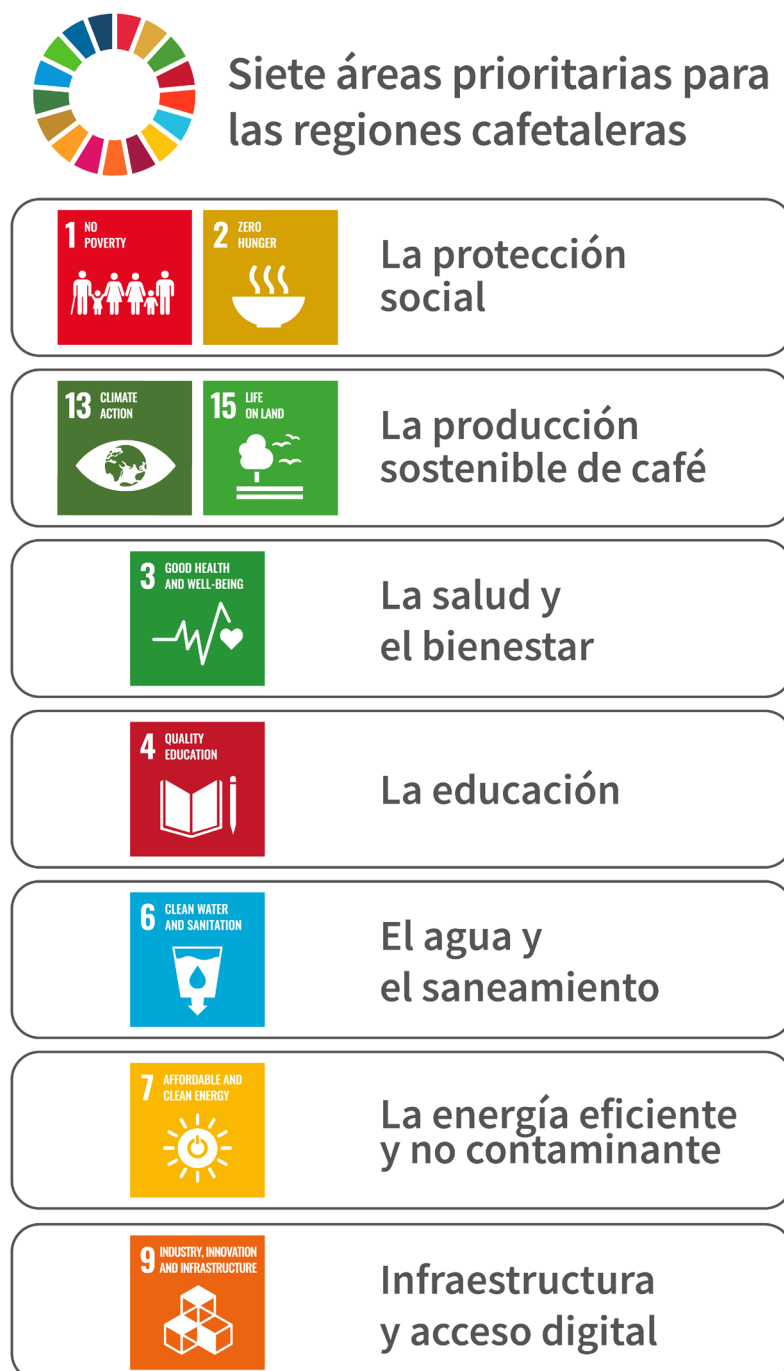 Siete áreas prioritarias para
las regiones cafetaleras
1 NO
POVERTY
2 ZERO
HUNGER
La protección
social
13 CLIMATE
ACTION
15 LIFE
ON LAND
La producción
sostenible de café
3 GOOD HEALTH
AND WELL-BEING
La salud y
el bienestar
4 QUALITY
EDUCATION
La educación
6 CLEAN WATER
AND SANITATION
El agua y
el saneamiento
7 AFFORDABLE AND
CLEAN ENERGY
La energía eficiente
y no contaminante
9 INDUSTRY, INNOVATION
AND INFRASTRUCTURE
Infraestructura
y acceso digital